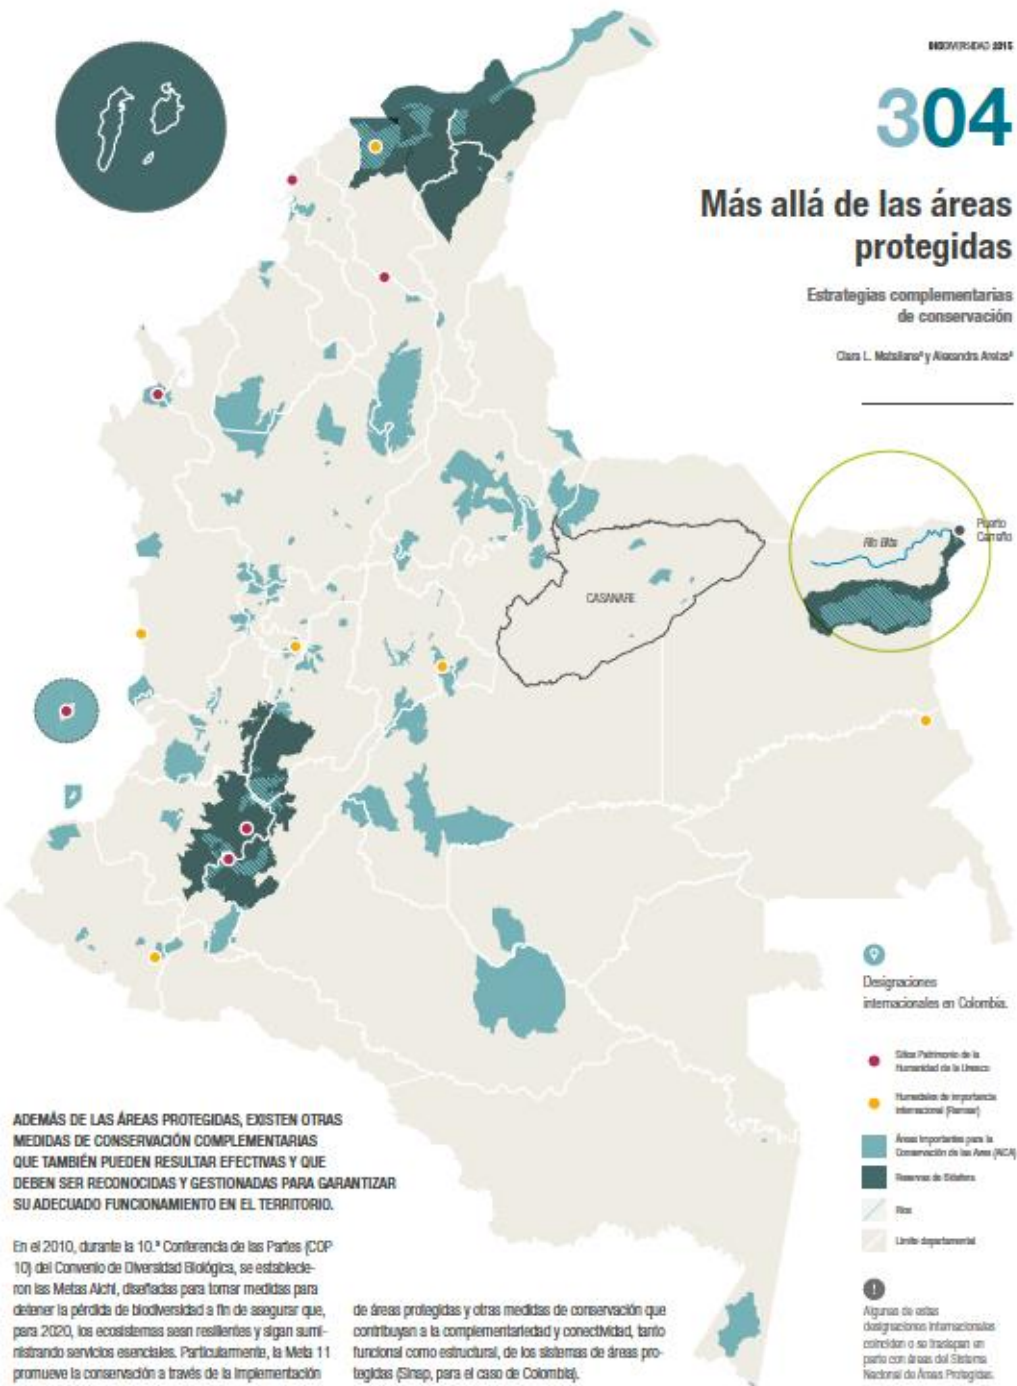 BIODIVERSIDAD 2015
304
Más allá de las áreas
protegidas
Estrategias complementarias
de conservación
Clara L. Matallanaª y Alexandra Areizaª
Río Bita
Puerto
Carreño
CASANARE
Designaciones
internacionales en Colombia.
Sitios Patrimonio de la
Humanidad de la Unesco
Humedales de importancia
internacional (Ramsar)
Áreas Importantes para la
Conservación de las Aves (AICA)
Reservas de Biósfera
Ríos
Límite departamental
Algunas de estas
designaciones internacionales
coinciden o se traslapan en
parte con áreas del Sistema
Nacional de Áreas Protegidas.
ADEMÁS DE LAS ÁREAS PROTEGIDAS, EXISTEN OTRAS
MEDIDAS DE CONSERVACIÓN COMPLEMENTARIAS
QUE TAMBIÉN PUEDEN RESULTAR EFECTIVAS Y QUE
DEBEN SER RECONOCIDAS Y GESTIONADAS PARA GARANTIZAR
SU ADECUADO FUNCIONAMIENTO EN EL TERRITORIO.
En el 2010, durante la 10.ª Conferencia de las Partes (COP
10) del Convenio de Diversidad Biológica, se establecie-
ron las Metas Aichi, diseñadas para tomar medidas para
detener la pérdida de biodiversidad a fin de asegurar que,
para 2020, los ecosistemas sean resilientes y sigan sumi-
nistrando servicios esenciales. Particularmente, la Meta 11
promueve la conservación a través de la implementación
de áreas protegidas y otras medidas de conservación que
contribuyan a la complementariedad y conectividad, tanto
funcional como estructural, de los sistemas de áreas pro-
tegidas (Sinap, para el caso de Colombia).